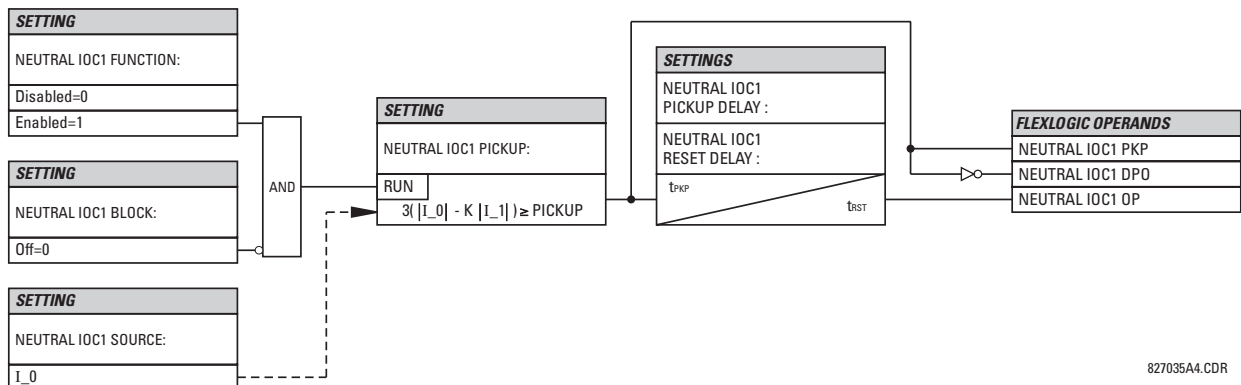 SETTING
NEUTRAL IOC1 FUNCTION:
Disabled=0
Enabled=1
SETTING
NEUTRAL IOC1 BLOCK:
Off=0
SETTING
NEUTRAL IOC1 SOURCE:
I_0
AND
SETTING
NEUTRAL IOC1 PICKUP:
RUN
3( |I_0| - K |I_1| ) ≥ PICKUP
SETTINGS
NEUTRAL IOC1
PICKUP DELAY :
NEUTRAL IOC1
RESET DELAY :
tPKP
tRST
FLEXLOGIC OPERANDS
NEUTRAL IOC1 PKP
NEUTRAL IOC1 DPO
NEUTRAL IOC1 OP
827035A4.CDR